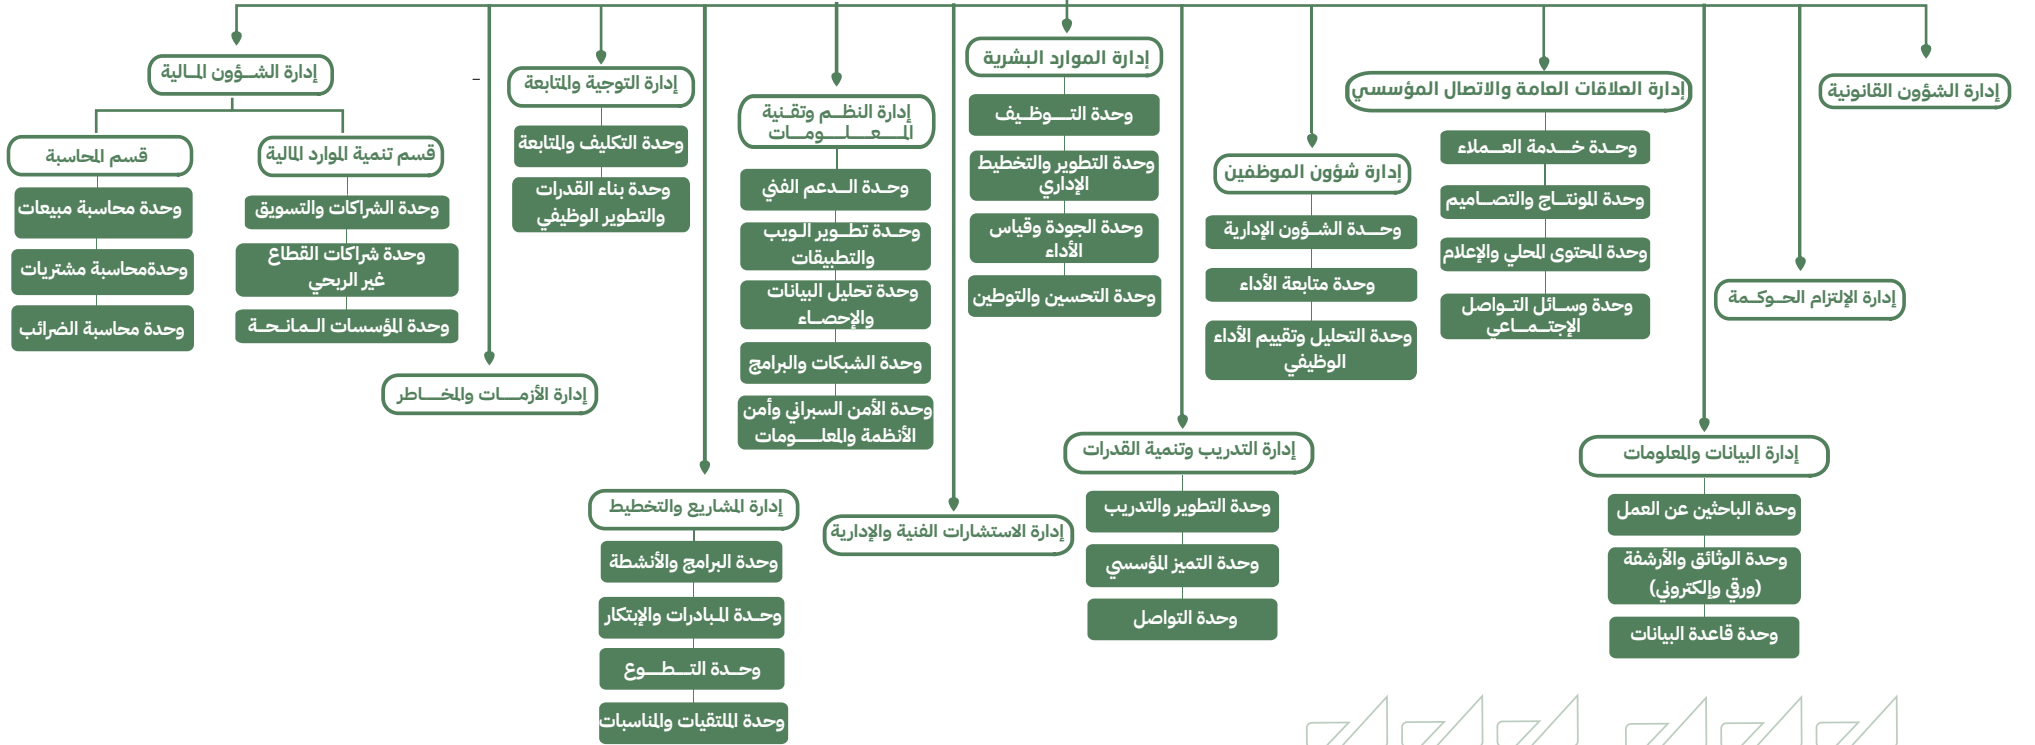 إدارة الشؤون القانونية
إدارة الإلتزام الحوكمة
إدارة البيانات والمعلومات
وحدة الباحثين عن العمل
وحدة الوثائق والأرشفة
(ورقي وإلكتروني)
وحدة قاعدة البيانات
إدارة العلاقات العامة والاتصال المؤسسي
وحدة خدمة العملاء
وحدة المونتاج والتصاميم
وحدة المحتوى المحلي والإعلام
وحدة وسائل التواصل
الإجتماعي
إدارة شؤون الموظفين
وحدة الشؤون الإدارية
وحدة متابعة الأداء
وحدة التحليل وتقييم الأداء
الوظيفي
إدارة التدريب وتنمية القدرات
وحدة التطوير والتدريب
وحدة التميز المؤسسي
وحدة التواصل
إدارة الموارد البشرية
وحدة التوظيف
وحدة التطوير والتخطيط
الإداري
وحدة الجودة وقياس
الأداء
وحدة التحسين والتوطين
إدارة الاستشارات الفنية والإدارية
إدارة النظم وتقنية
المعلومات
وحدة الدعم الفني
وحدة تطوير الويب
والتطبيقات
وحدة تحليل البيانات
والإحصاء
وحدة الشبكات والبرامج
وحدة الأمن السبراني وأمن
الأنظمة والمعلومات
إدارة المشاريع والتخطيط
وحدة البرامج والأنشطة
وحدة المبادرات والإبتكار
وحدة التطوع
وحدة الملتقيات والمناسبات
إدارة التوجية والمتابعة
وحدة التكليف والمتابعة
وحدة بناء القدرات
والتطوير الوظيفي
إدارة الأزمات والمخاطر
إدارة الشؤون المالية
قسم تنمية الموارد المالية
وحدة الشراكات والتسويق
وحدة شراكات القطاع
غير الربحي
وحدة المؤسسات المانحة
قسم المحاسبة
وحدة محاسبة مبيعات
وحدةمحاسبة مشتريات
وحدة محاسبة الضرائب